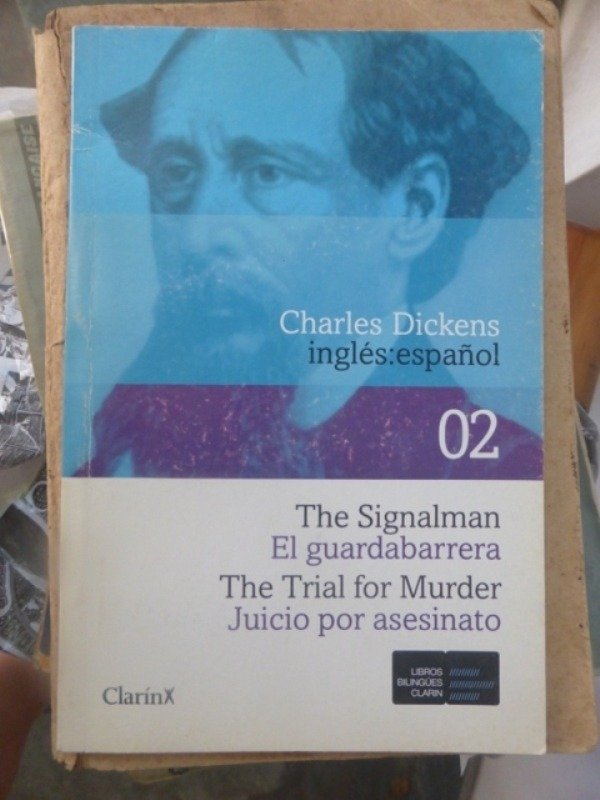 Charles Dickens
inglés:español
02
The Signalman
El guardabarrera
The Trial for Murder
Juicio por asesinato
LIBROS
BILINGÜES
CLARIN
Clarín